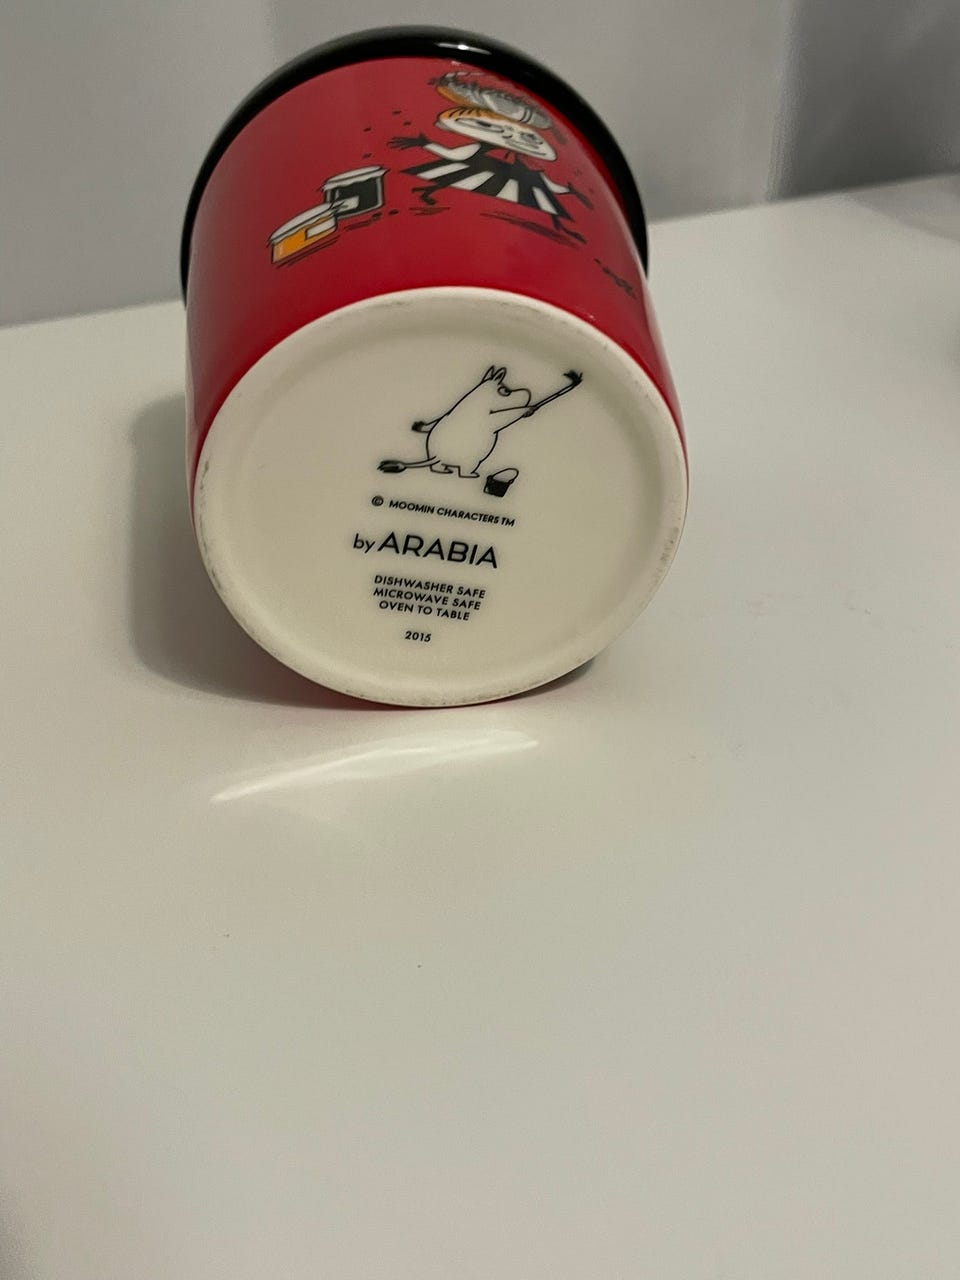 © MOOMIN CHARACTERS TM
by ARABIA
DISHWASHER SAFE
MICROWAVE SAFE
OVEN TO TABLE
2015